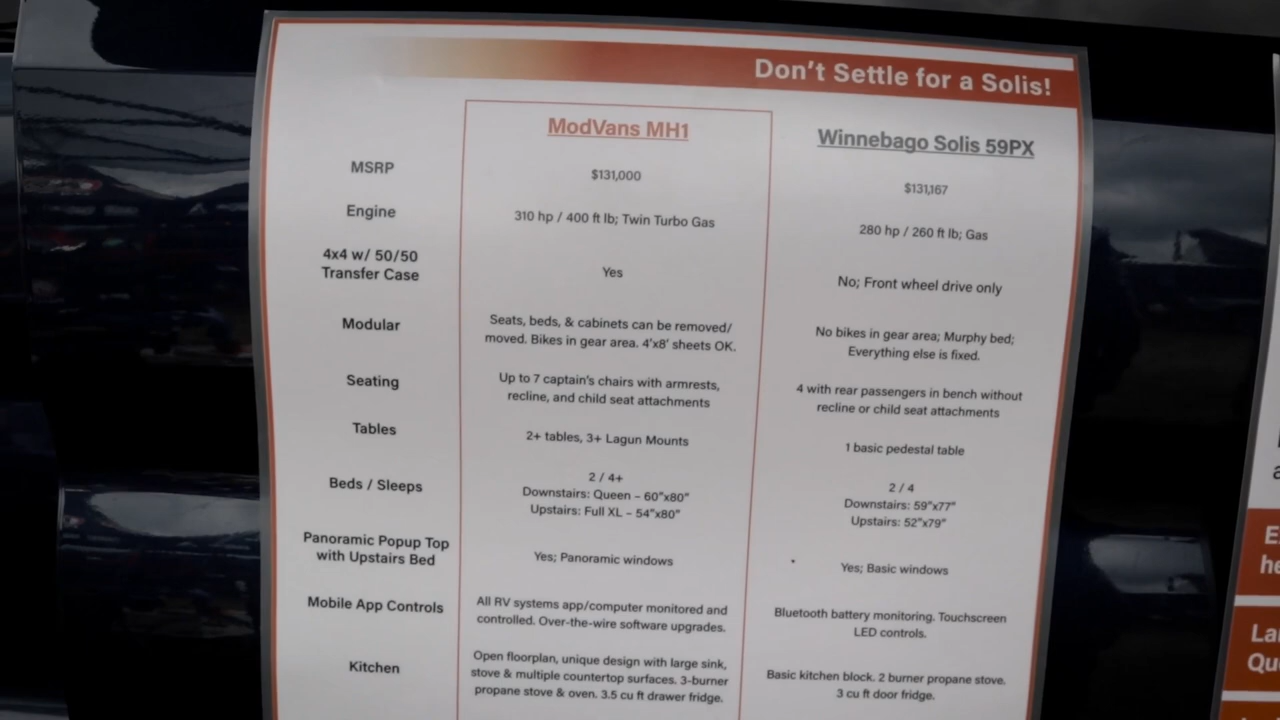 Don't Settle for a Solis!
ModVans MH1
Winnebago Solis 59PX
MSRP
$131,000
$131,167
Engine
310 hp / 400 ft lb; Twin Turbo Gas
280 hp / 260 ft lb; Gas
4x4 w/ 50/50
Transfer Case
Yes
No; Front wheel drive only
Modular
Seats, beds, & cabinets can be removed/
moved. Bikes in gear area. 4'x8' sheets OK.
No bikes in gear area; Murphy bed;
Everything else is fixed.
Seating
Up to 7 captain's chairs with armrests,
recline, and child seat attachments
4 with rear passengers in bench without
recline or child seat attachments
Tables
2+ tables, 3+ Lagun Mounts
1 basic pedestal table
Beds / Sleeps
2 / 4+
Downstairs: Queen – 60"x80"
Upstairs: Full XL – 54"x80"
2 / 4
Downstairs: 59"x77"
Upstairs: 52"x79"
Panoramic Popup Top
with Upstairs Bed
Yes; Panoramic windows
Yes; Basic windows
Mobile App Controls
All RV systems app/computer monitored and
controlled. Over-the-wire software upgrades.
Bluetooth battery monitoring. Touchscreen
LED controls.
Kitchen
Open floorplan, unique design with large sink,
stove & multiple countertop surfaces. 3-burner
propane stove & oven. 3.5 cu ft drawer fridge.
Basic kitchen block. 2 burner propane stove.
3 cu ft door fridge.